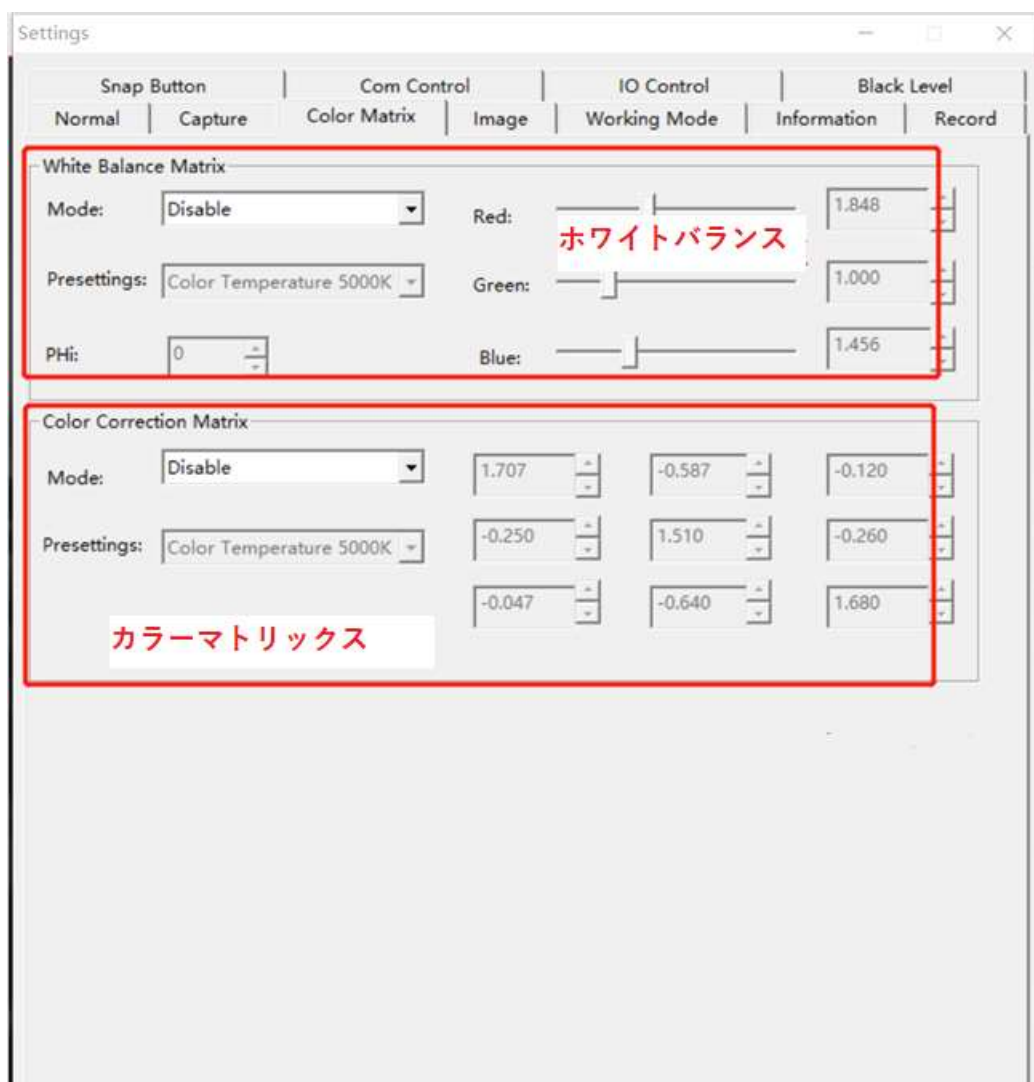 Settings
Snap Button Com Control IO Control Black Level
Normal Capture Color Matrix Image Working Mode Information Record
White Balance Matrix
Mode: Disable Red: 1.848
ホワイトバランス
Presettings: Color Temperature 5000K Green: 1.000
PHi: 0 Blue: 1.456
Color Correction Matrix
Mode: Disable 1.707 -0.587 -0.120
Presettings: Color Temperature 5000K -0.250 1.510 -0.260
-0.047 -0.640 1.680
カラーマトリックス